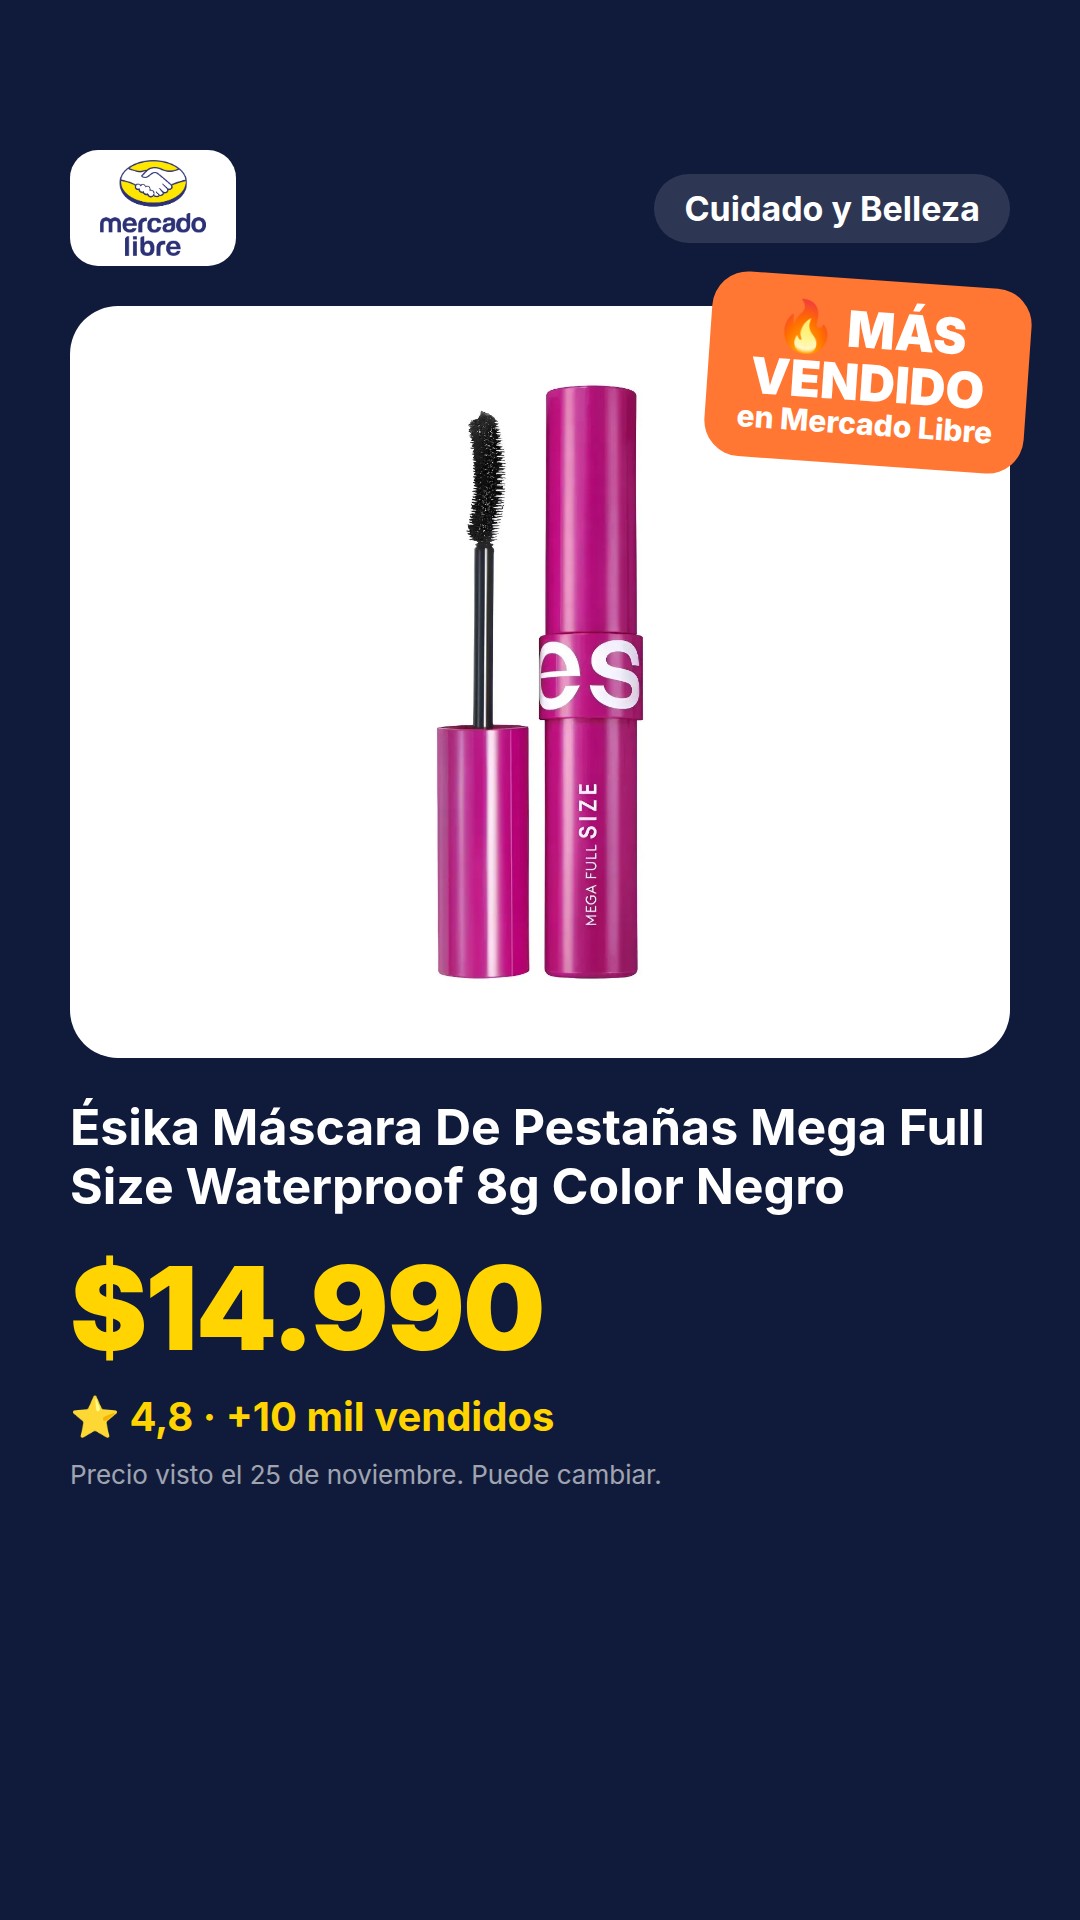 mercado
libre
Cuidado y Belleza
🔥 MÁS
VENDIDO
en Mercado Libre
es
MEGA FULL SIZE
Ésika Máscara De Pestañas Mega Full
Size Waterproof 8g Color Negro
$14.990
⭐ 4,8 · +10 mil vendidos
Precio visto el 25 de noviembre. Puede cambiar.